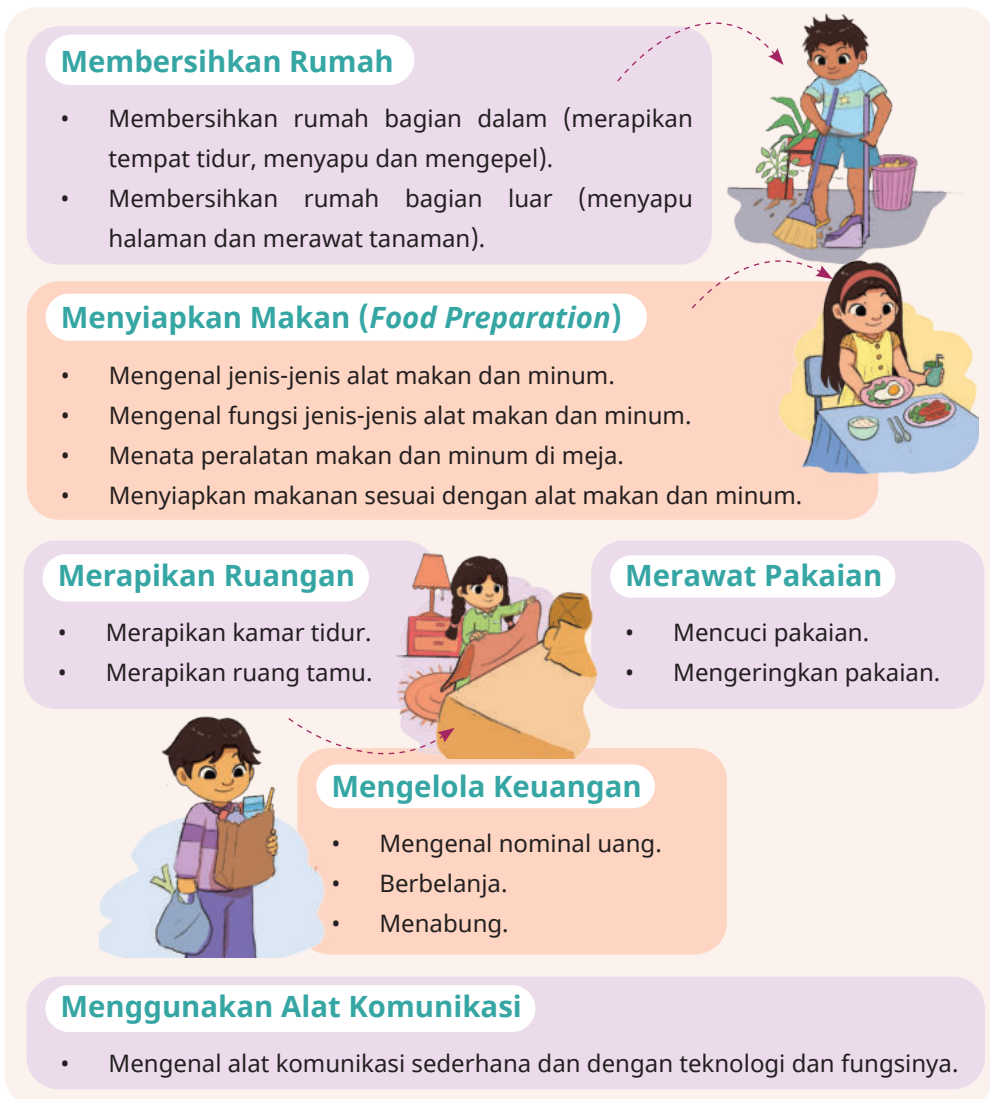 Membersihkan Rumah
• Membersihkan rumah bagian dalam (merapikan
tempat tidur, menyapu dan mengepel).
• Membersihkan rumah bagian luar (menyapu
halaman dan merawat tanaman).
Menyiapkan Makan (Food Preparation)
• Mengenal jenis-jenis alat makan dan minum.
• Mengenal fungsi jenis-jenis alat makan dan minum.
• Menata peralatan makan dan minum di meja.
• Menyiapkan makanan sesuai dengan alat makan dan minum.
Merapikan Ruangan
• Merapikan kamar tidur.
• Merapikan ruang tamu.
Merawat Pakaian
• Mencuci pakaian.
• Mengeringkan pakaian.
Mengelola Keuangan
• Mengenal nominal uang.
• Berbelanja.
• Menabung.
Menggunakan Alat Komunikasi
• Mengenal alat komunikasi sederhana dan dengan teknologi dan fungsinya.